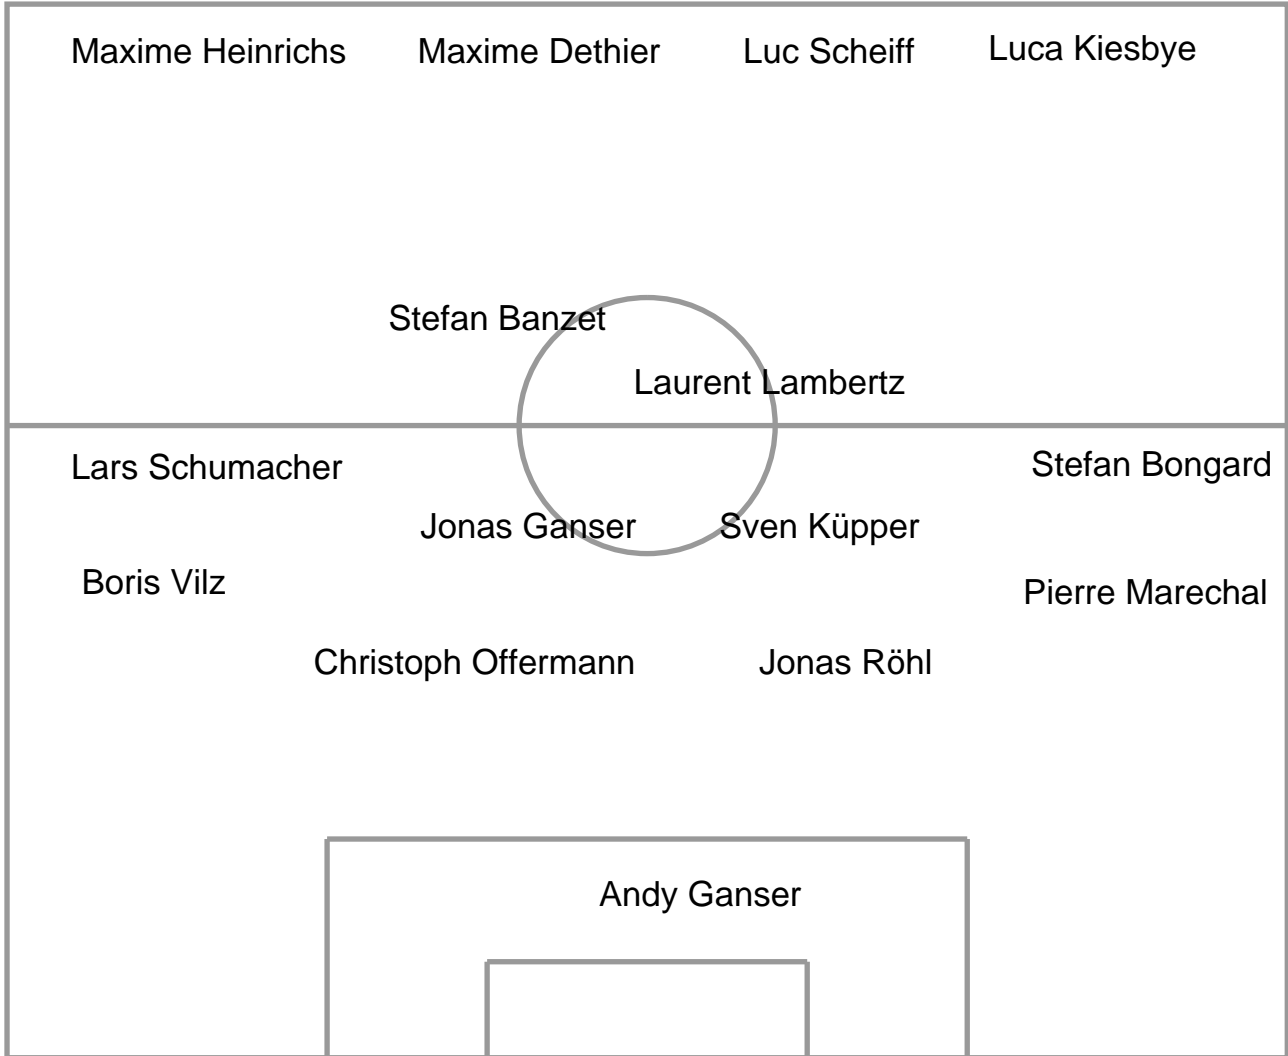 Maxime Heinrichs
Maxime Dethier
Luc Scheiff
Luca Kiesbye
Stefan Banzet
Laurent Lambertz
Lars Schumacher
Stefan Bongard
Jonas Ganser
Sven Küpper
Boris Vilz
Pierre Marechal
Christoph Offermann
Jonas Röhl
Andy Ganser